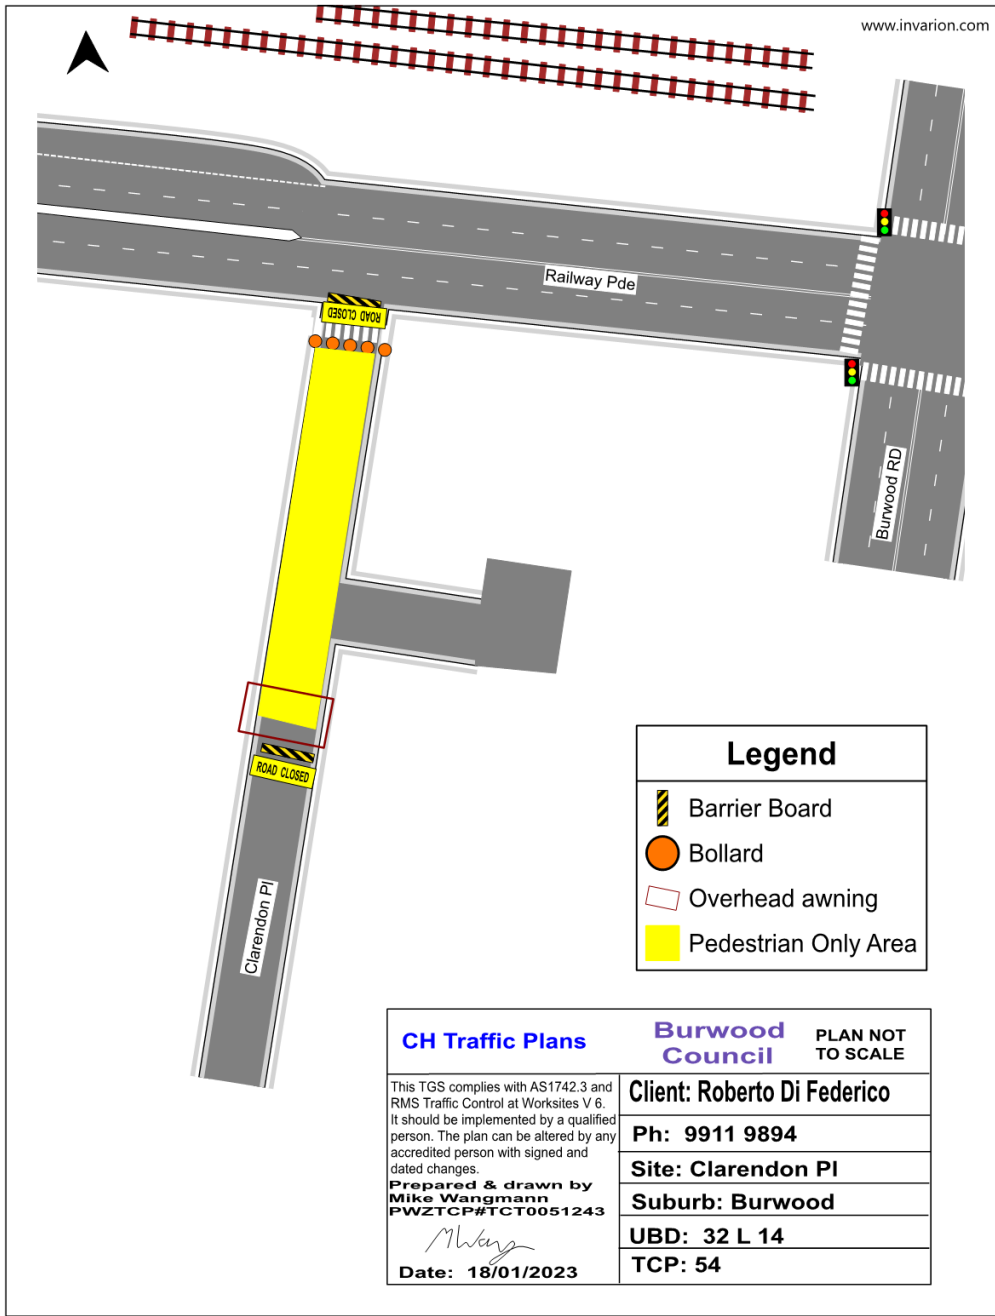 www.invarion.com
Railway Pde
ROAD CLOSED
Burwood RD
ROAD CLOSED
Clarendon Pl
Legend
Barrier Board
Bollard
Overhead awning
Pedestrian Only Area
CH Traffic Plans
Burwood
Council
PLAN NOT
TO SCALE
This TGS complies with AS1742.3 and
RMS Traffic Control at Worksites V 6.
It should be implemented by a qualified
person. The plan can be altered by any
accredited person with signed and
dated changes.
Prepared & drawn by
Mike Wangmann
PWZTCP#TCT0051243
MWang
Date: 18/01/2023
Client: Roberto Di Federico
Ph: 9911 9894
Site: Clarendon Pl
Suburb: Burwood
UBD: 32 L 14
TCP: 54